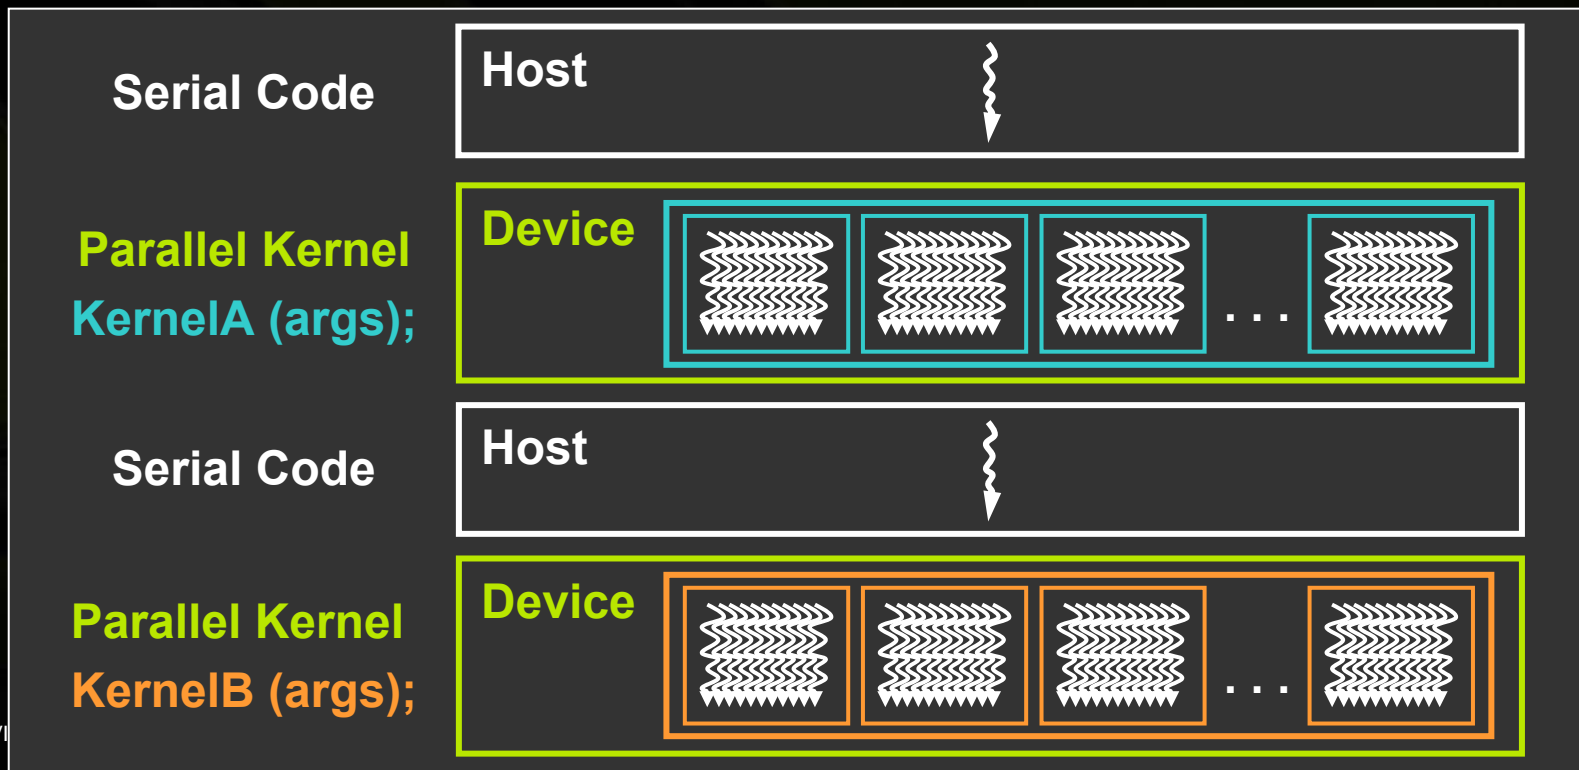 Serial Code
Host
Parallel Kernel
KernelA (args);
Device
. . .
Serial Code
Host
Parallel Kernel
KernelB (args);
Device
. . .